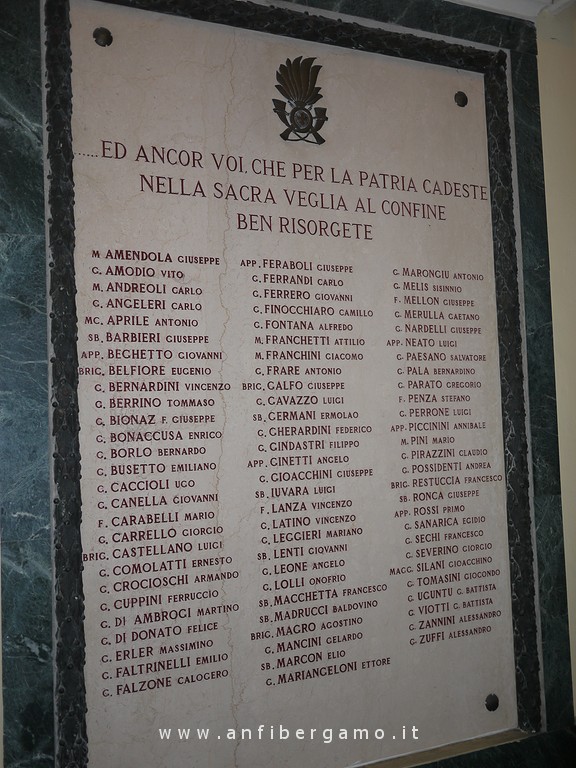 .....ED ANCOR VOI, CHE PER LA PATRIA CADESTE
NELLA SACRA VEGLIA AL CONFINE
BEN RISORGETE
M AMENDOLA GIUSEPPE
G. AMODIO VITO
M. ANDREOLI CARLO
G. ANGELERI CARLO
MC. APRILE ANTONIO
SB. BARBIERI GIUSEPPE
APP. BEGHETTO GIOVANNI
BRIG. BELFIORE EUGENIO
G. BERNARDINI VINCENZO
G. BERRINO TOMMASO
G. BIONAZ F. GIUSEPPE
G. BONACCUSA ENRICO
G. BORLO BERNARDO
G. BUSETTO EMILIANO
G. CACCIOLI UGO
G. CANELLA GIOVANNI
F. CARABELLI MARIO
G. CARRELLO GIORGIO
BRIG. CASTELLANO LUIGI
G. COMOLATTI ERNESTO
G. CROCIOSCHI ARMANDO
G. CUPPINI FERRUCCIO
G. DI AMBROGI MARTINO
G. DI DONATO FELICE
G. ERLER MASSIMINO
G. FALTRINELLI EMILIO
G. FALZONE CALOGERO
APP. FERABOLI GIUSEPPE
G. FERRANDI CARLO
G. FERRERO GIOVANNI
G. FINOCCHIARO CAMILLO
G. FONTANA ALFREDO
M. FRANCHETTI ATTILIO
M. FRANCHINI GIACOMO
G. FRARE ANTONIO
BRIG. GALFO GIUSEPPE
G. GAVAZZO LUIGI
SB. GERMANI ERMOLAO
G. GHERARDINI FEDERICO
G. GINDASTRI FILIPPO
APP. GINETTI ANGELO
G. GIOACCHINI GIUSEPPE
SB. IUVARA LUIGI
F. LANZA VINCENZO
G. LATINO VINCENZO
G. LEGGIERI MARIANO
SB. LENTI GIOVANNI
G. LEONE ANGELO
G. LOLLI ONOFRIO
SB. MACCHETTA FRANCESCO
SB. MADRUCCI BALDOVINO
BRIG. MAGRO AGOSTINO
G. MANCINI GELARDO
SB. MARCON ELIO
G. MARIANGELONI ETTORE
G. MARONGIU ANTONIO
G. MELIS SISINNIO
F. MELLON GIUSEPPE
G. MERULLA GAETANO
G. NARDELLI GIUSEPPE
APP. NEATO LUIGI
G. PAESANO SALVATORE
G. PALA BERNARDINO
G. PARATO GREGORIO
F. PENZA STEFANO
G. PERRONE LUIGI
APP. PICCININI ANNIBALE
M. PINI MARIO
G. PIRAZZINI CLAUDIO
G. POSSIDENTI ANDREA
BRIG. RESTUCCIA FRANCESCO
SB. RONCA GIUSEPPE
APP. ROSSI PRIMO
G. SANARICA EGIDIO
G. SECHI FRANCESCO
G. SEVERINO GIORGIO
MAGG. SILANI GIOACCHINO
G. TOMASINI GIOCONDO
G. UGUNTU G. BATTISTA
G. VIOTTI G. BATTISTA
G. ZANNINI ALESSANDRO
G. ZUFFI ALESSANDRO
www.anfibergamo.it